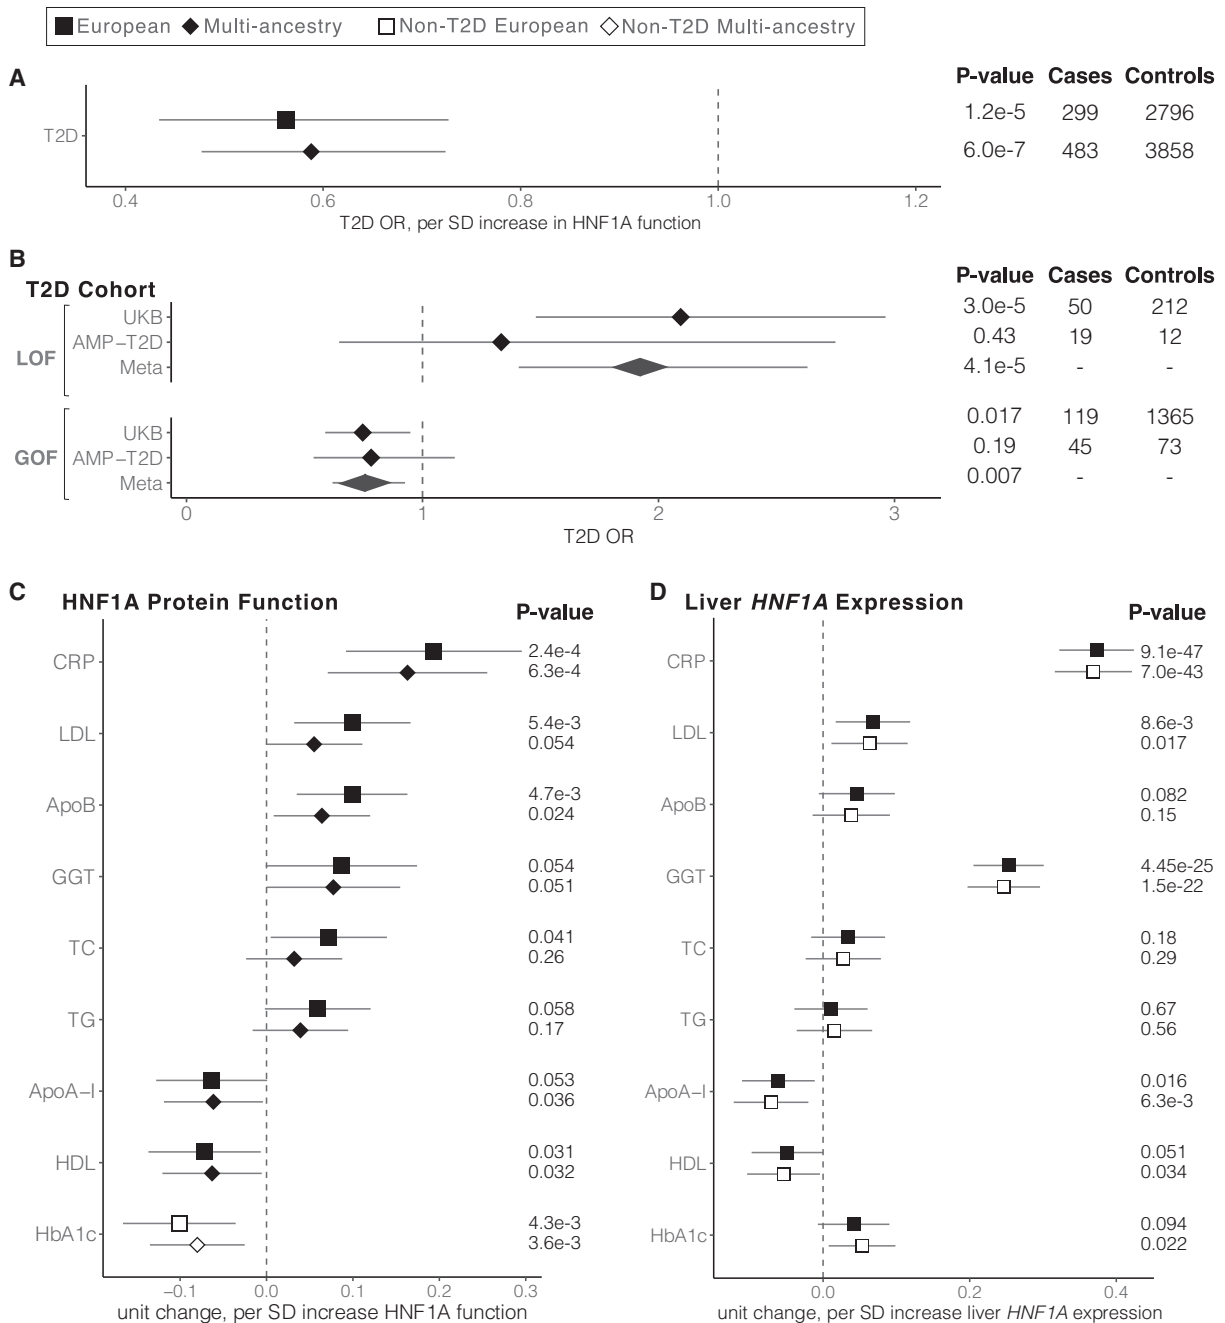 European Multi-ancestry Non-T2D European Non-T2D Multi-ancestry
A
P-value Cases Controls
T2D
1.2e-5 299 2796
6.0e-7 483 3858
0.4 0.6 0.8 1.0 1.2
T2D OR, per SD increase in HNF1A function
B
T2D Cohort
P-value Cases Controls
LOF
UKB 3.0e-5 50 212
AMP-T2D 0.43 19 12
Meta 4.1e-5 - -
GOF
UKB 0.017 119 1365
AMP-T2D 0.19 45 73
Meta 0.007 - -
0 1 2 3
T2D OR
C HNF1A Protein Function
P-value
CRP
2.4e-4
6.3e-4
LDL
5.4e-3
0.054
ApoB
4.7e-3
0.024
GGT
0.054
0.051
TC
0.041
0.26
TG
0.058
0.17
ApoA-I
0.053
0.036
HDL
0.031
0.032
HbA1c
4.3e-3
3.6e-3
-0.1 0.0 0.1 0.2 0.3
unit change, per SD increase HNF1A function
D Liver HNF1A Expression
P-value
CRP
9.1e-47
7.0e-43
LDL
8.6e-3
0.017
ApoB
0.082
0.15
GGT
4.45e-25
1.5e-22
TC
0.18
0.29
TG
0.67
0.56
ApoA-I
0.016
6.3e-3
HDL
0.051
0.034
HbA1c
0.094
0.022
0.0 0.2 0.4
unit change, per SD increase liver HNF1A expression